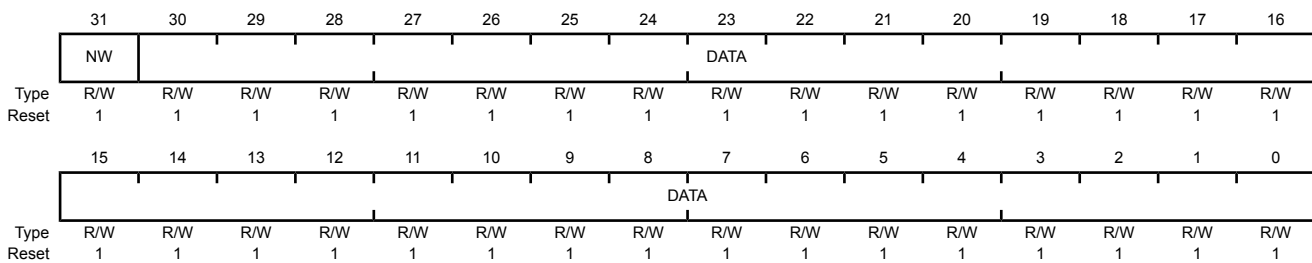 31 30 29 28 27 26 25 24 23 22 21 20 19 18 17 16
NW DATA
Type R/W R/W R/W R/W R/W R/W R/W R/W R/W R/W R/W R/W R/W R/W R/W R/W
Reset 1 1 1 1 1 1 1 1 1 1 1 1 1 1 1 1
15 14 13 12 11 10 9 8 7 6 5 4 3 2 1 0
DATA
Type R/W R/W R/W R/W R/W R/W R/W R/W R/W R/W R/W R/W R/W R/W R/W R/W
Reset 1 1 1 1 1 1 1 1 1 1 1 1 1 1 1 1